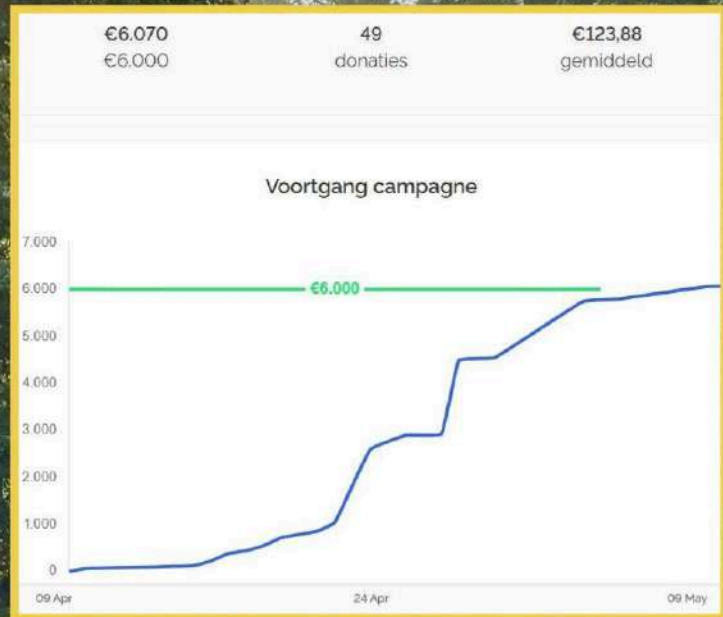 €6.070 49 €123,88
€6.000 donaties gemiddeld
Voortgang campagne
7.000
6.000 €6.000
5.000
4.000
3.000
2.000
1.000
0
09 Apr 24 Apr 09 May